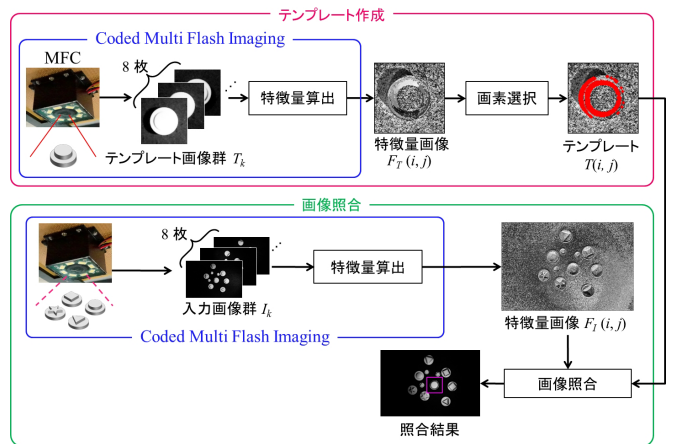 テンプレート作成
Coded Multi Flash Imaging
MFC
8 枚
特徴量算出
画素選択
テンプレート画像群 Tk
特徴量画像
FT (i, j)
テンプレート
T(i, j)
画像照合
8 枚
特徴量算出
入力画像群 Ik
特徴量画像 FI (i, j)
Coded Multi Flash Imaging
画像照合
照合結果